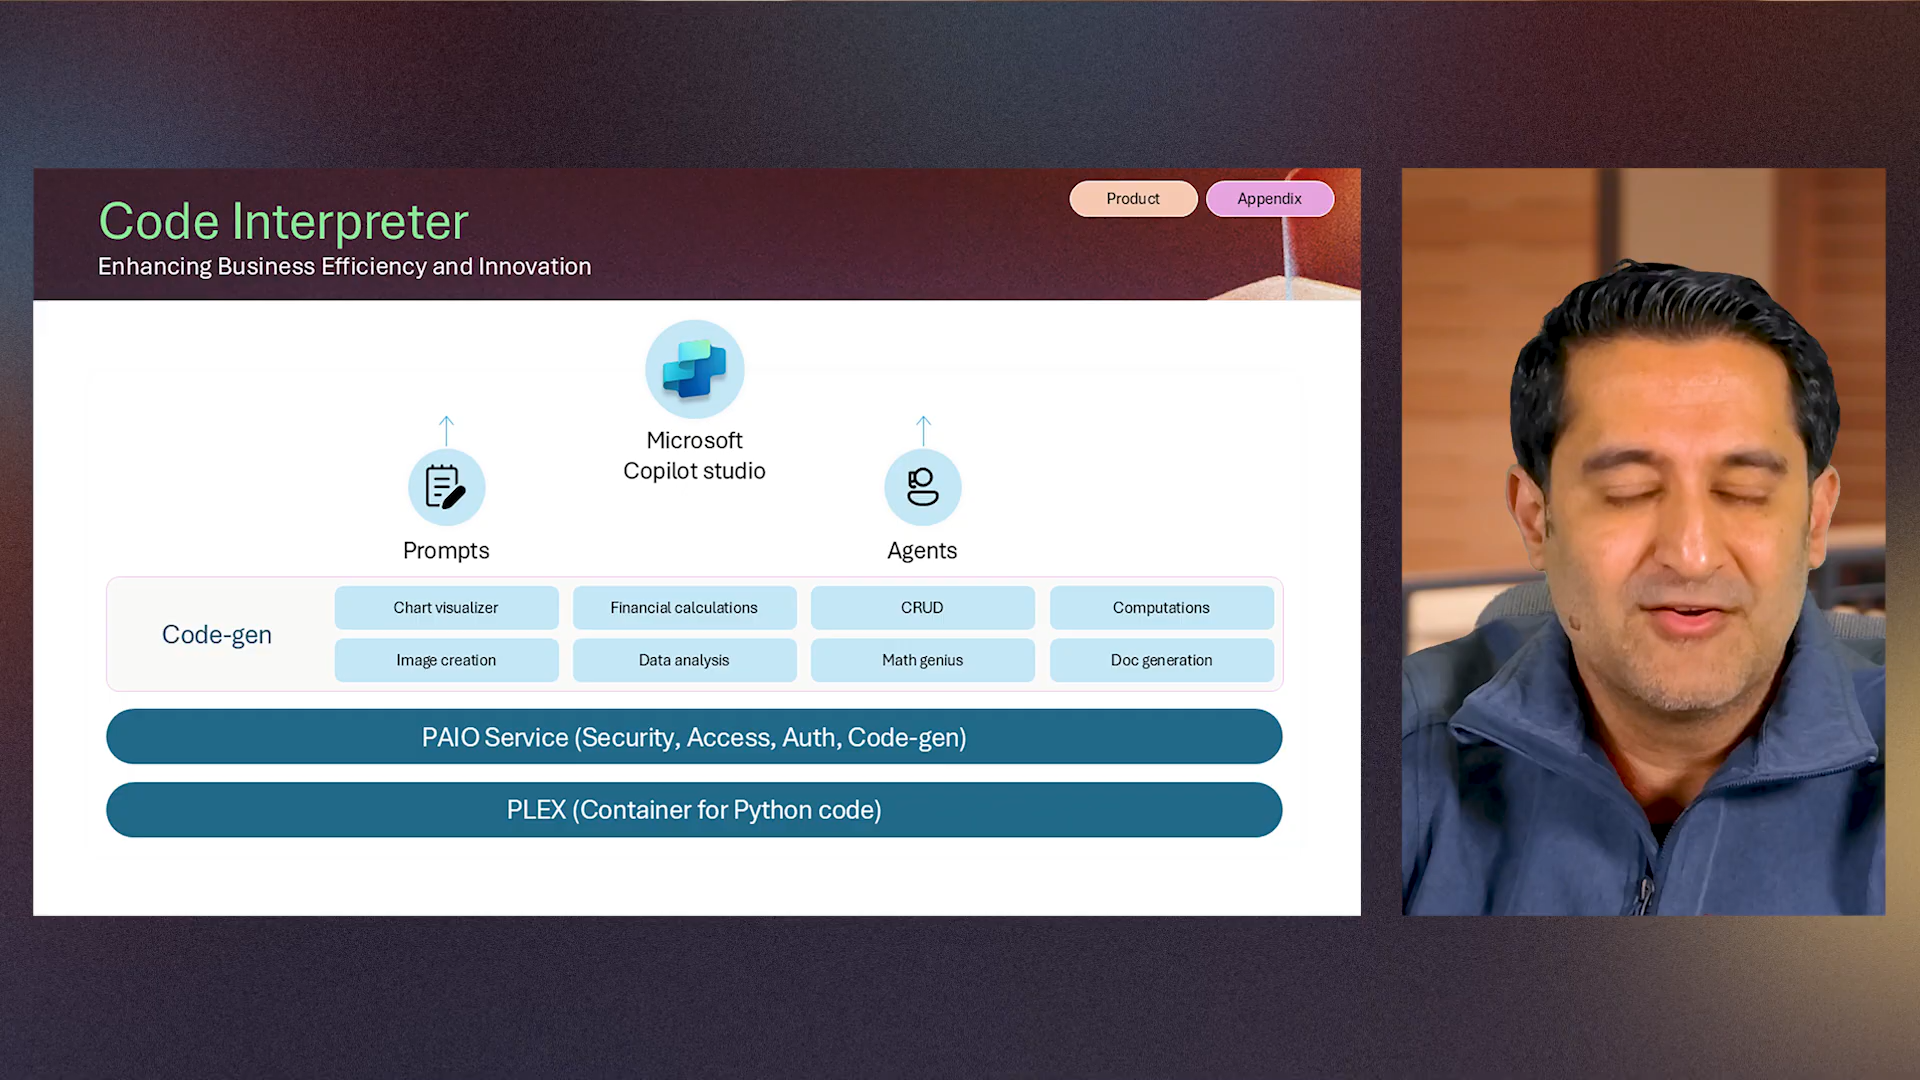 Code Interpreter
Enhancing Business Efficiency and Innovation
Product
Appendix
Microsoft
Copilot studio
Prompts
Agents
Code-gen
Chart visualizer
Financial calculations
CRUD
Computations
Image creation
Data analysis
Math genius
Doc generation
PAIO Service (Security, Access, Auth, Code-gen)
PLEX (Container for Python code)